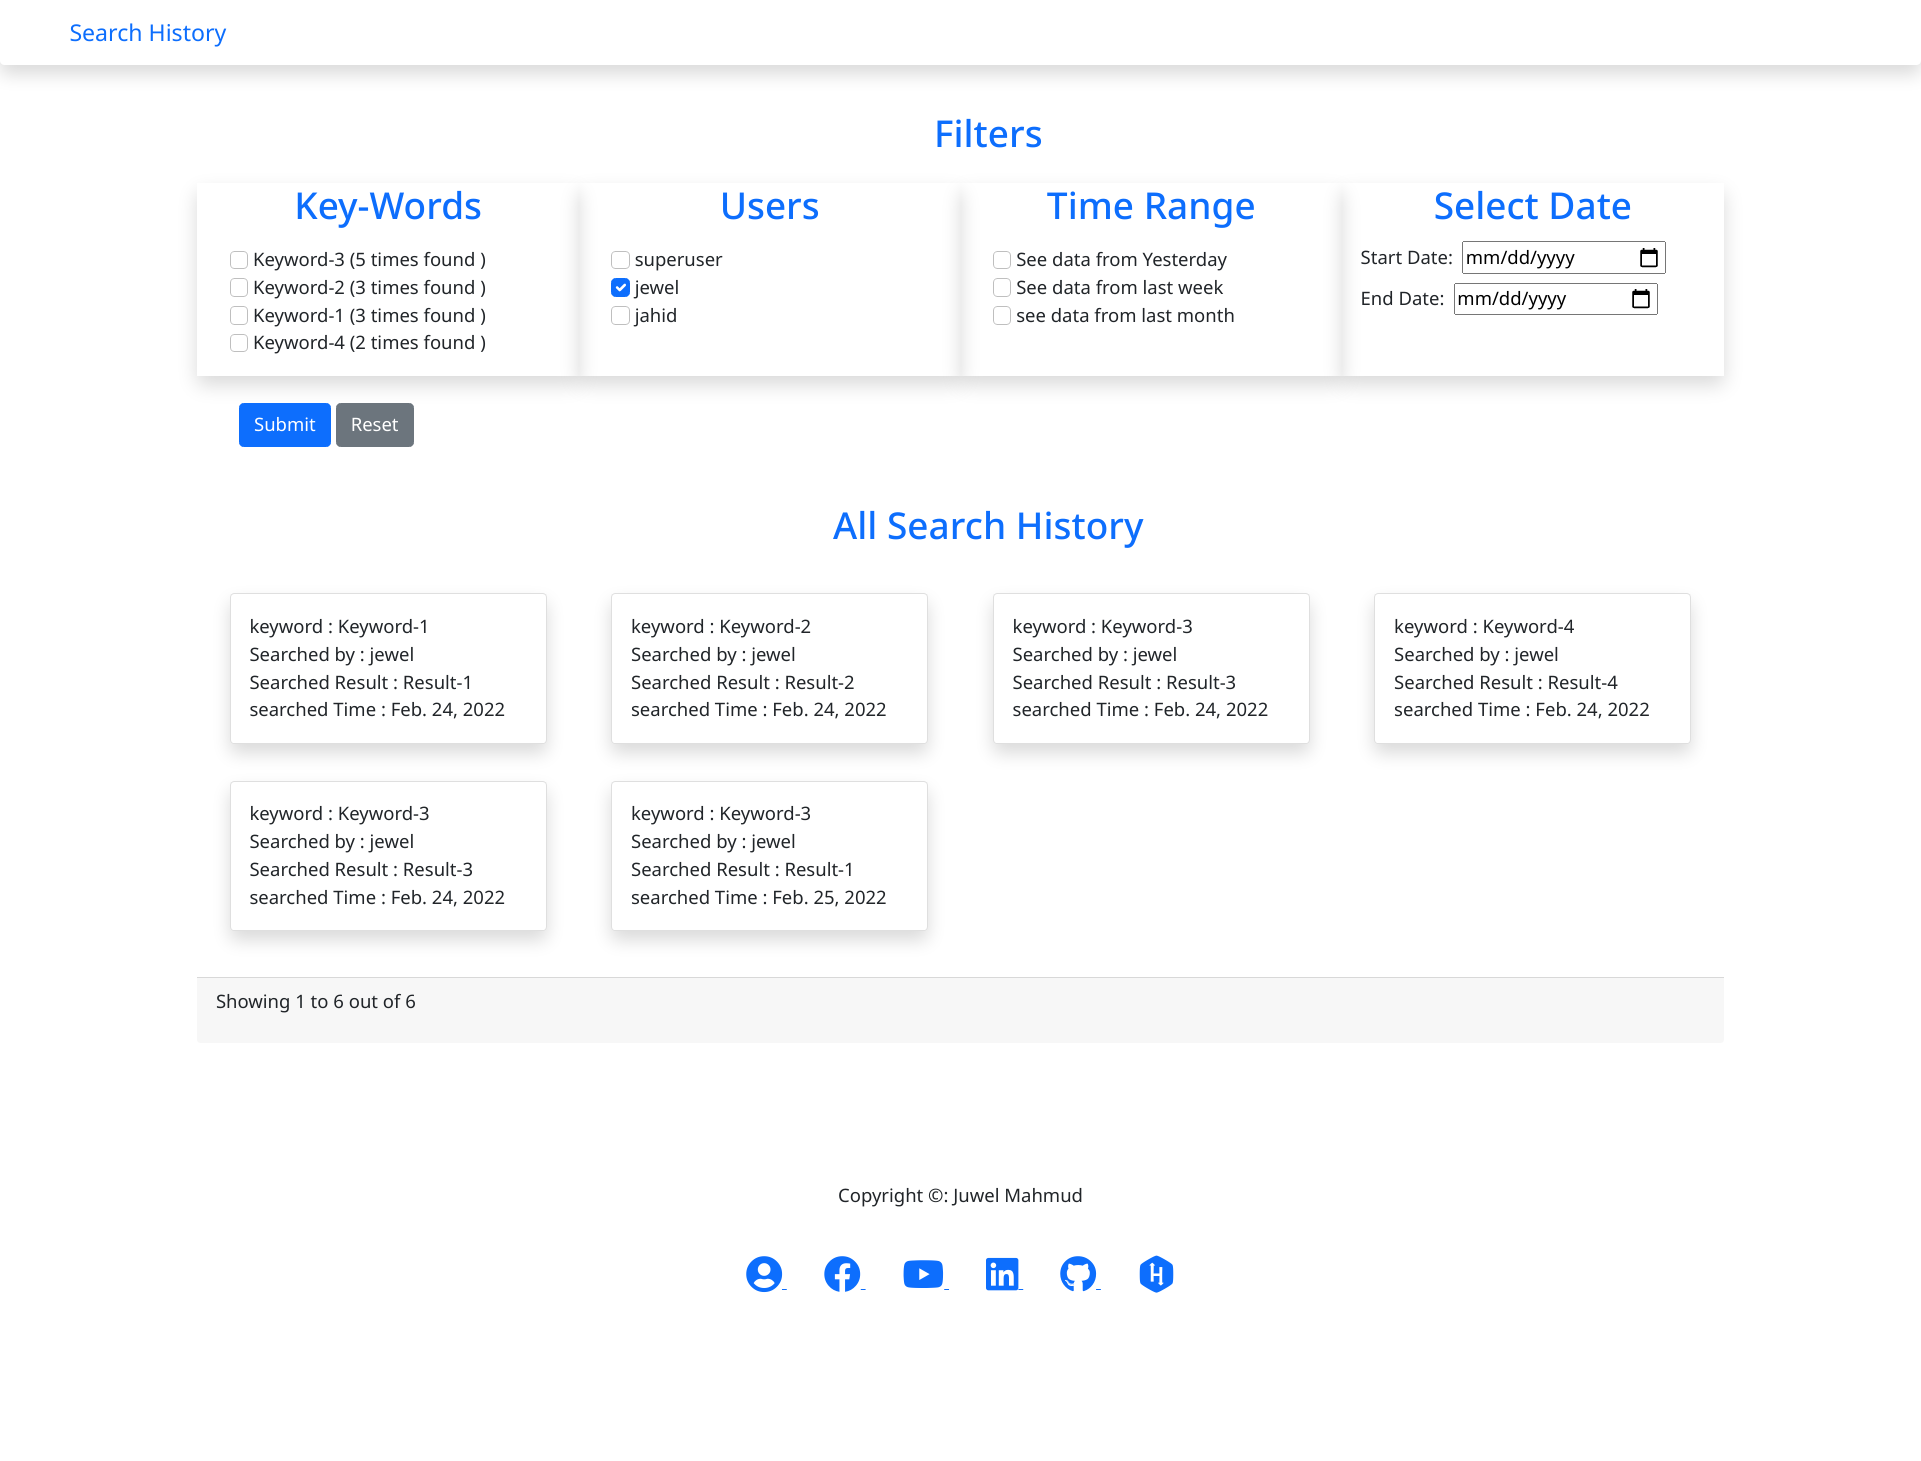 Search History
Filters
Key-Words
Keyword-3 (5 times found )
Keyword-2 (3 times found )
Keyword-1 (3 times found )
Keyword-4 (2 times found )
Users
superuser
jewel
jahid
Time Range
See data from Yesterday
See data from last week
see data from last month
Select Date
Start Date: mm/dd/yyyy
End Date: mm/dd/yyyy
Submit Reset
All Search History
keyword : Keyword-1
Searched by : jewel
Searched Result : Result-1
searched Time : Feb. 24, 2022
keyword : Keyword-2
Searched by : jewel
Searched Result : Result-2
searched Time : Feb. 24, 2022
keyword : Keyword-3
Searched by : jewel
Searched Result : Result-3
searched Time : Feb. 24, 2022
keyword : Keyword-4
Searched by : jewel
Searched Result : Result-4
searched Time : Feb. 24, 2022
keyword : Keyword-3
Searched by : jewel
Searched Result : Result-3
searched Time : Feb. 24, 2022
keyword : Keyword-3
Searched by : jewel
Searched Result : Result-1
searched Time : Feb. 25, 2022
Showing 1 to 6 out of 6
Copyright ©: Juwel Mahmud